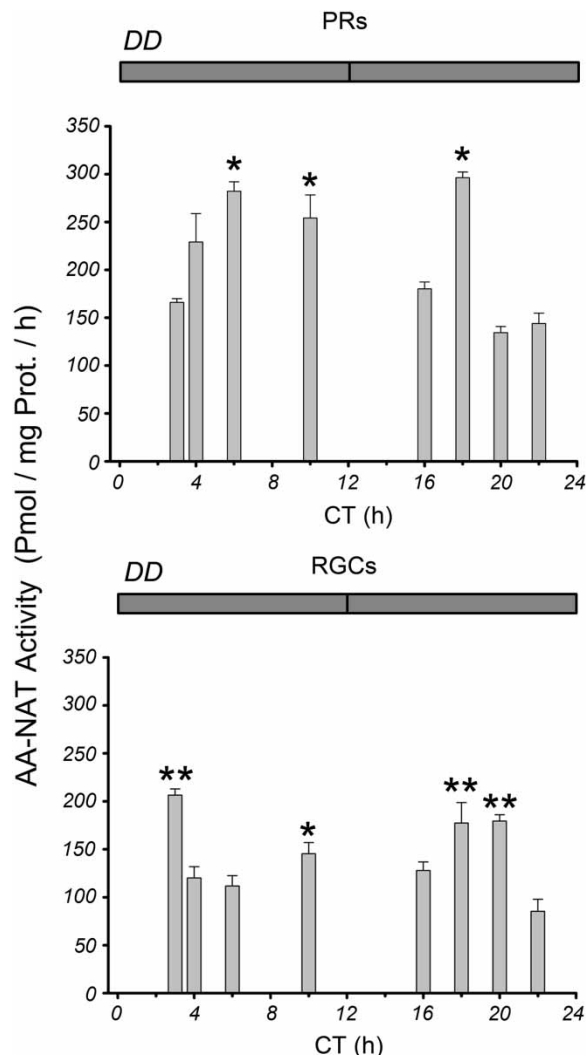 PRs
DD
350
300
250
200
150
100
50
0
* * *
0 4 8 12 16 20 24
CT (h)
AA-NAT Activity (Pmol / mg Prot. / h)
RGCs
DD
350
300
250
200
150
100
50
0
** * ** **
0 4 8 12 16 20 24
CT (h)